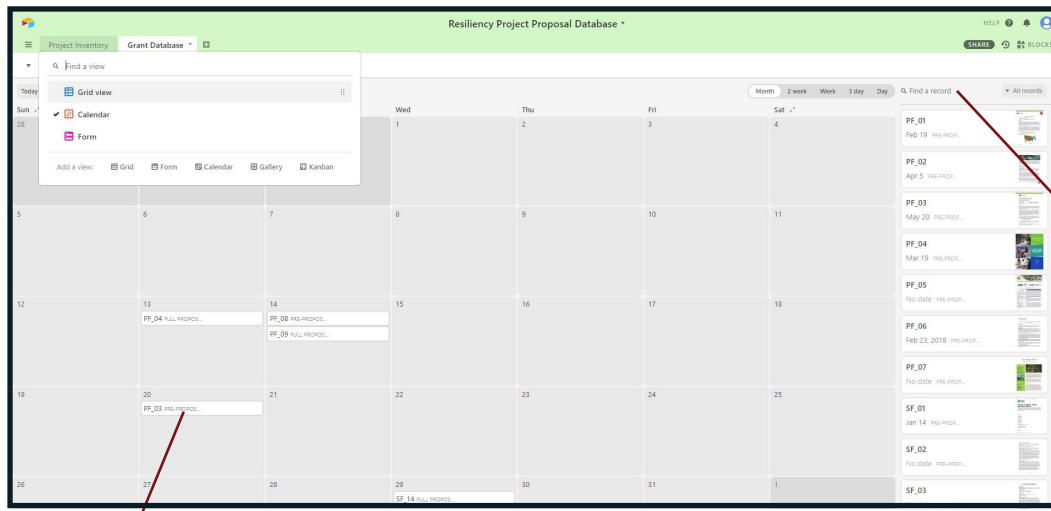 Resiliency Project Proposal Database
HELP
Project Inventory Grant Database SHARE BLOCKS
Find a view
Today Grid view Month 2 week Week 3 day Day Find a record All records
Sun Wed Thu Fri Sat
Calendar
28 1 2 3 4
Form
PF_01
Feb 19 PRE-PROP...
Add a view: Grid Form Calendar Gallery Kanban
PF_02
Apr 5 PRE-PROP...
PF_03
May 20 PRE-PROP...
5 6 7 8 9 10 11
PF_04
Mar 19 PRE-PROP...
PF_05
No date PRE-PROP...
12 13 14 15 16 17 18
PF_04 FULL PROPOS... PF_08 PRE-PROPOS...
PF_09 FULL PROPOS...
PF_06
Feb 23, 2018 PRE-PROP...
PF_07
No date PRE-PROP...
19 20 21 22 23 24 25
PF_03 PRE-PROPOS...
SF_01
Jan 14 PRE-PROP...
SF_02
No date PRE-PROP...
26 27 28 29 30 31 1
SF_14 FULL PROPOS...
SF_03